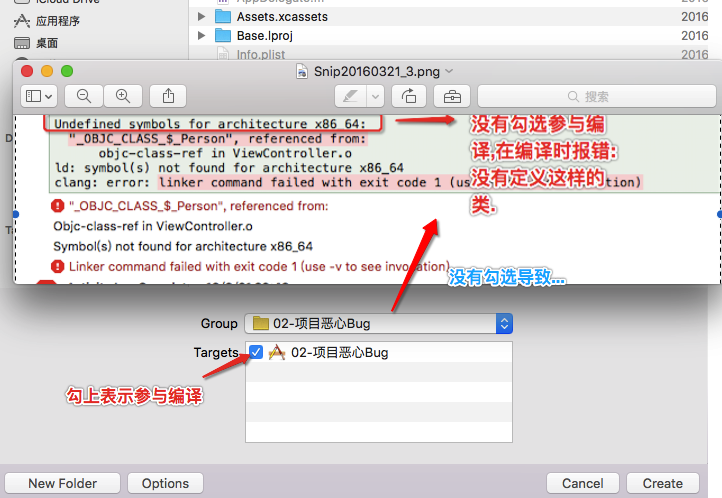 iCloud Drive
AppDelegate.m
应用程序
Assets.xcassets
2016
桌面
Base.lproj
2016
Info.plist
2016
Snip20160321_3.png
搜索
Undefined symbols for architecture x86_64:
"_OBJC_CLASS_$_Person", referenced from:
objc-class-ref in ViewController.o
ld: symbol(s) not found for architecture x86_64
clang: error: linker command failed with exit code 1 (us
tion)
没有勾选参与编
译,在编译时报错:
没有定义这样的
类.
"_OBJC_CLASS_$_Person", referenced from:
Objc-class-ref in ViewController.o
Symbol(s) not found for architecture x86_64
Linker command failed with exit code 1 (use -v to see invocation)
没有勾选导致...
Group
02-项目恶心Bug
Targets
02-项目恶心Bug
勾上表示参与编译
New Folder
Options
Cancel
Create